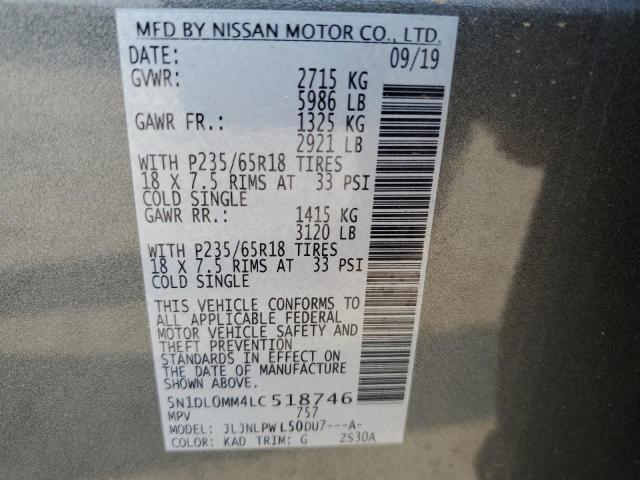 MFD BY NISSAN MOTOR CO., LTD.
DATE: 09/19
GVWR: 2715 KG
5986 LB
GAWR FR.: 1325 KG
2921 LB
WITH P235/65R18 TIRES
18 X 7.5 RIMS AT 33 PSI
COLD SINGLE
GAWR RR.: 1415 KG
3120 LB
WITH P235/65R18 TIRES
18 X 7.5 RIMS AT 33 PSI
COLD SINGLE
THIS VEHICLE CONFORMS TO
ALL APPLICABLE FEDERAL
MOTOR VEHICLE SAFETY AND
THEFT PREVENTION
STANDARDS IN EFFECT ON
THE DATE OF MANUFACTURE
SHOWN ABOVE.
5N1DL0MM4LC518746
MPV 757
MODEL: JLJNLPWL50DU7---A-
COLOR: KAD TRIM: G ZS30A